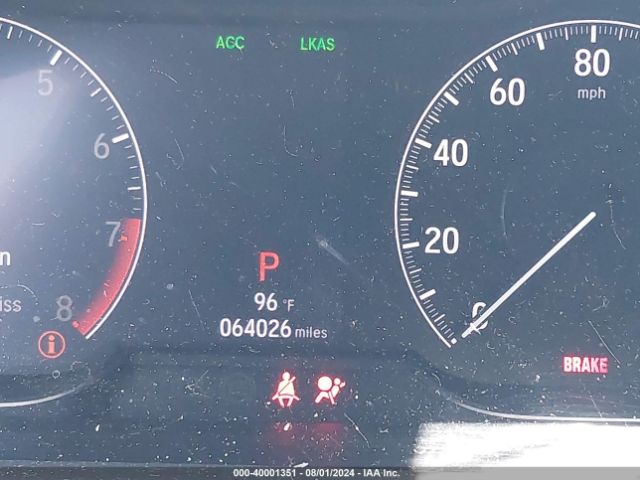 ACC LKAS
5 6 7 8
80
mph
60
40
20
0
P
96 °F
064026 miles
BRAKE
000-40001351 - 08/01/2024 - IAA Inc.